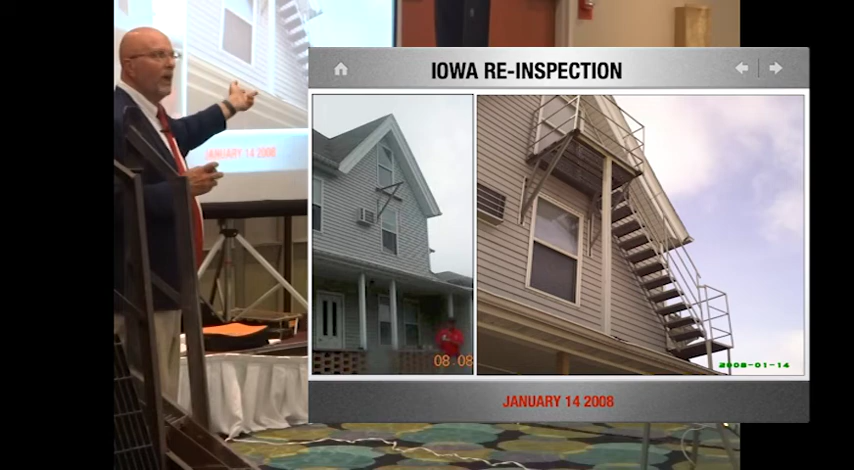 IOWA RE-INSPECTION
JANUARY 14 2008
08.08
2008-01-14
JANUARY 14 2008